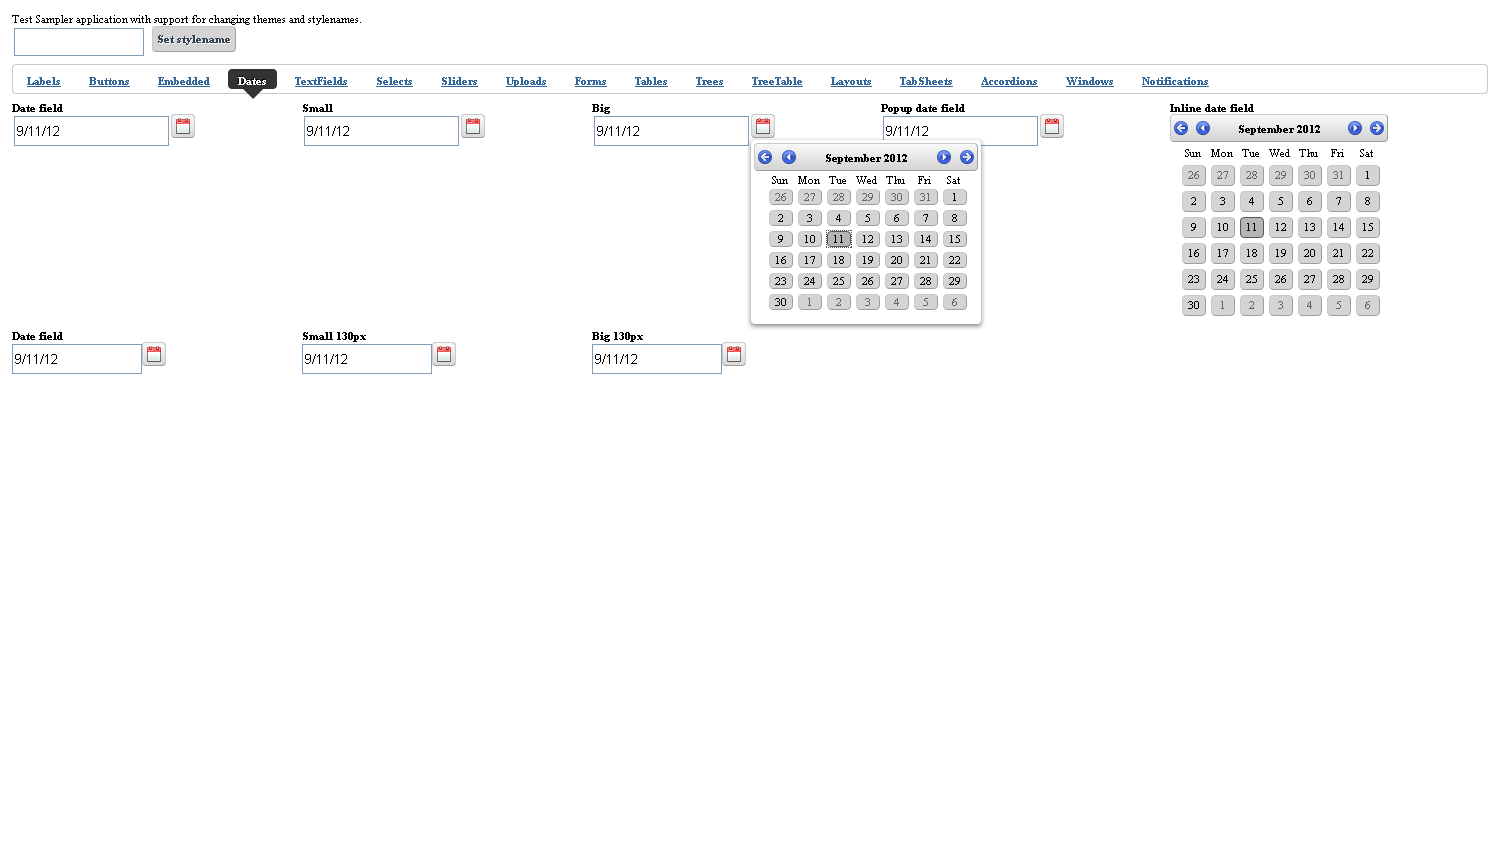 Test Sampler application with support for changing themes and stylenames.
Set stylename
Labels Buttons Embedded Dates TextFields Selects Sliders Uploads Forms Tables Trees TreeTable Layouts TabSheets Accordions Windows Notifications
Date field Small Big Popup date field Inline date field
9/11/12 9/11/12 9/11/12 9/11/12
September 2012
Sun Mon Tue Wed Thu Fri Sat
26 27 28 29 30 31 1
2 3 4 5 6 7 8
9 10 11 12 13 14 15
16 17 18 19 20 21 22
23 24 25 26 27 28 29
30 1 2 3 4 5 6
September 2012
Sun Mon Tue Wed Thu Fri Sat
26 27 28 29 30 31 1
2 3 4 5 6 7 8
9 10 11 12 13 14 15
16 17 18 19 20 21 22
23 24 25 26 27 28 29
30 1 2 3 4 5 6
Date field Small 130px Big 130px
9/11/12 9/11/12 9/11/12